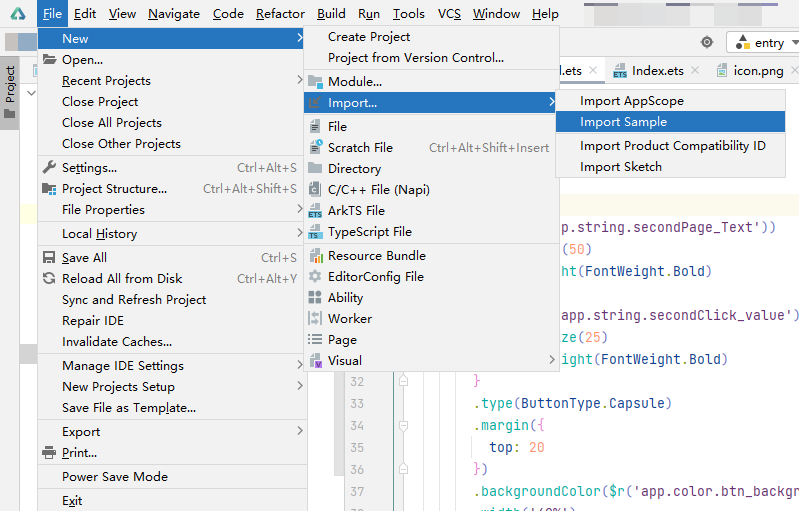 File Edit View Navigate Code Refactor Build Run Tools VCS Window Help
entry
Project
New
Open...
Recent Projects
Close Project
Close All Projects
Close Other Projects
Settings... Ctrl+Alt+S
Project Structure... Ctrl+Alt+Shift+S
File Properties
Local History
Save All Ctrl+S
Reload All from Disk Ctrl+Alt+Y
Sync and Refresh Project
Repair IDE
Invalidate Caches...
Manage IDE Settings
New Projects Setup
Save File as Template...
Export
Print...
Power Save Mode
Exit
Create Project
Project from Version Control...
Module...
Import...
File
Scratch File Ctrl+Alt+Shift+Insert
Directory
C/C++ File (Napi)
ArkTS File
TypeScript File
Resource Bundle
EditorConfig File
Ability
Worker
Page
Visual
Import AppScope
Import Sample
Import Product Compatibility ID
Import Sketch
.ets Index.ets icon.png
p.string.secondPage_Text'))
(50)
ht(FontWeight.Bold)
app.string.secondClick_value')
ze(25)
ight(FontWeight.Bold)
32 }
33 .type(ButtonType.Capsule)
34 .margin({
35 top: 20
36 })
37 .backgroundColor($r('app.color.btn_backg